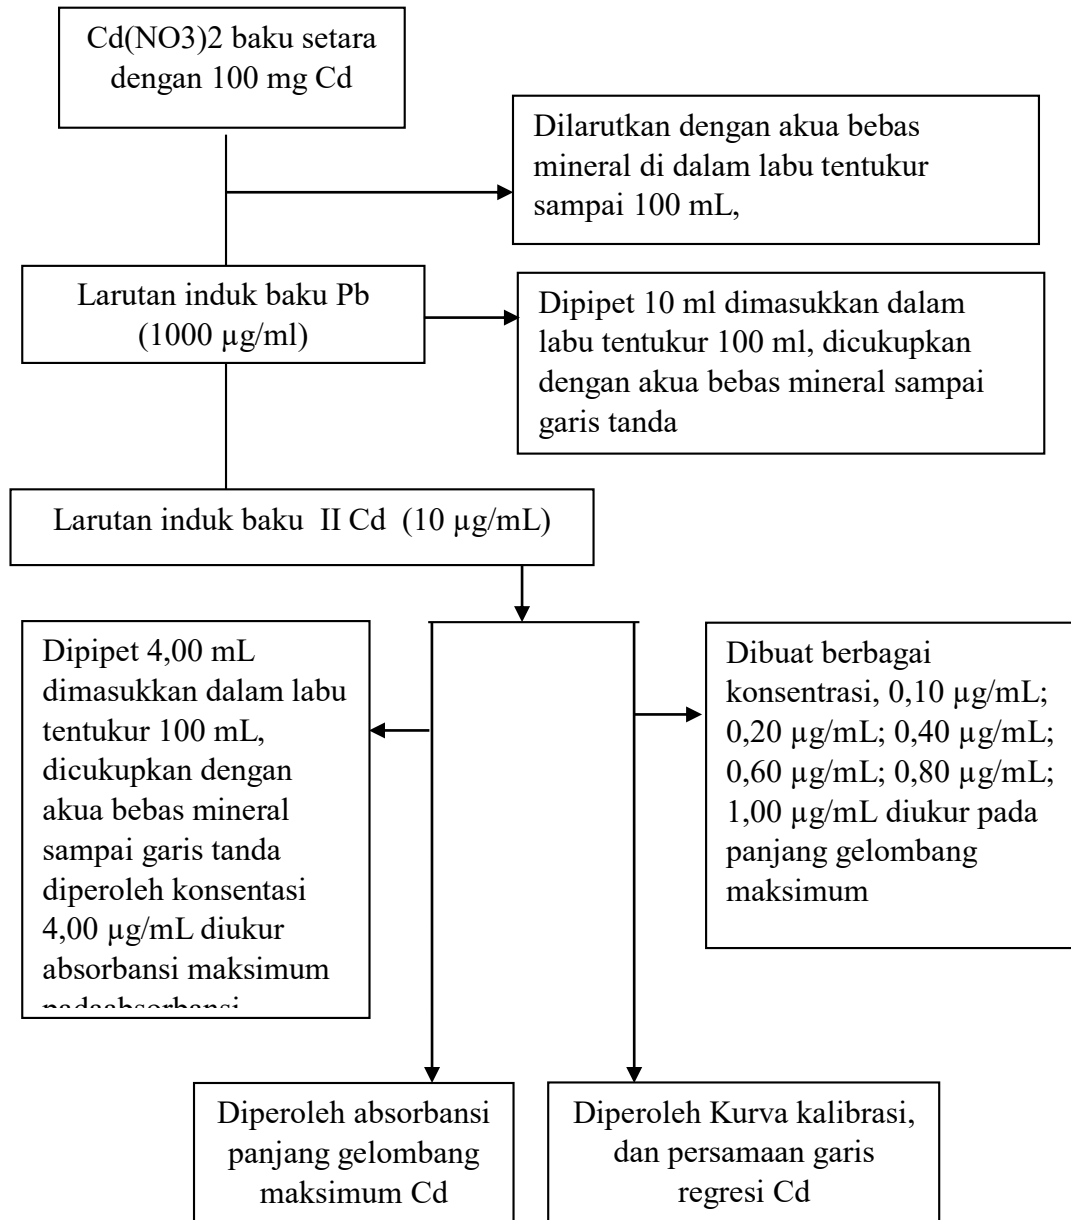 Cd(NO3)2 baku setara
dengan 100 mg Cd
Dilarutkan dengan akua bebas
mineral di dalam labu tentukur
sampai 100 mL,
Larutan induk baku Pb
(1000 µg/ml)
Dipipet 10 ml dimasukkan dalam
labu tentukur 100 ml, dicukupkan
dengan akua bebas mineral sampai
garis tanda
Larutan induk baku  II Cd  (10 µg/mL)
Dipipet 4,00 mL
dimasukkan dalam labu
tentukur 100 mL,
dicukupkan dengan
akua bebas mineral
sampai garis tanda
diperoleh konsentasi
4,00 µg/mL diukur
absorbansi maksimum
padaabsorbansi
Dibuat berbagai
konsentrasi, 0,10 µg/mL;
0,20 µg/mL; 0,40 µg/mL;
0,60 µg/mL; 0,80 µg/mL;
1,00 µg/mL diukur pada
panjang gelombang
maksimum
Diperoleh absorbansi
panjang gelombang
maksimum Cd
Diperoleh Kurva kalibrasi,
dan persamaan garis
regresi Cd